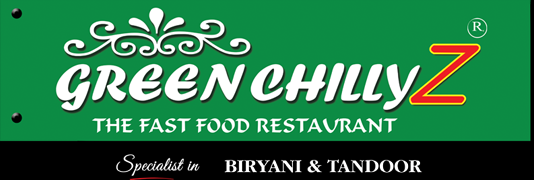 GREEN CHILLYZ ®
THE FAST FOOD RESTAURANT
Specialist in BIRYANI & TANDOOR